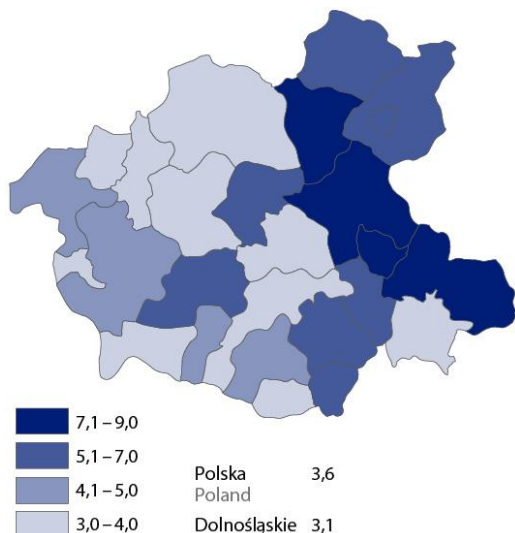 7,1 – 9,0
5,1 – 7,0
4,1 – 5,0
3,0 – 4,0
Polska 3,6
Poland
Dolnośląskie 3,1